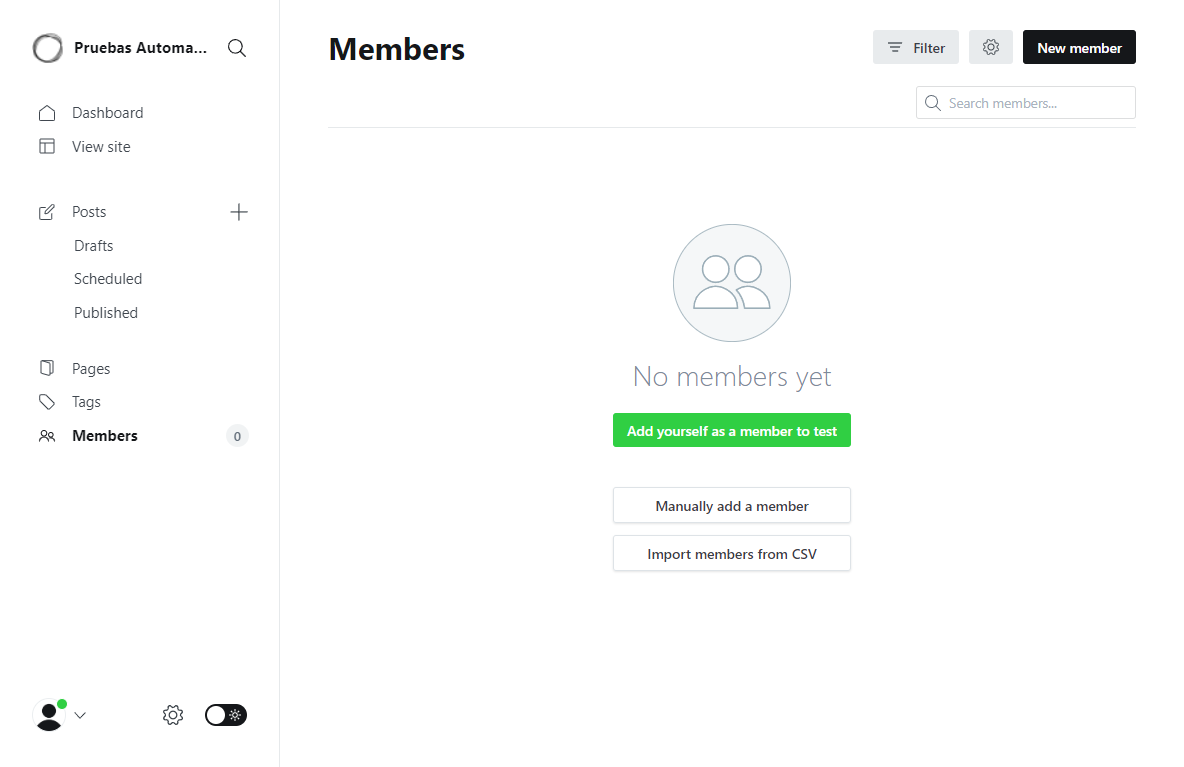 Pruebas Automa...
Dashboard
View site
Posts
Drafts
Scheduled
Published
Pages
Tags
Members
0
Members
Filter
New member
Search members...
No members yet
Add yourself as a member to test
Manually add a member
Import members from CSV